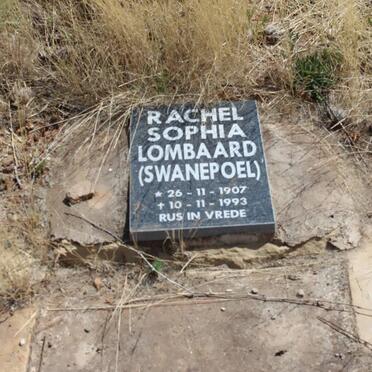 RACHEL
SOPHIA
LOMBAARD
(SWANEPOEL)
★ 26 - 11 - 1907
✝ 10 - 11 - 1993
RUS IN VREDE